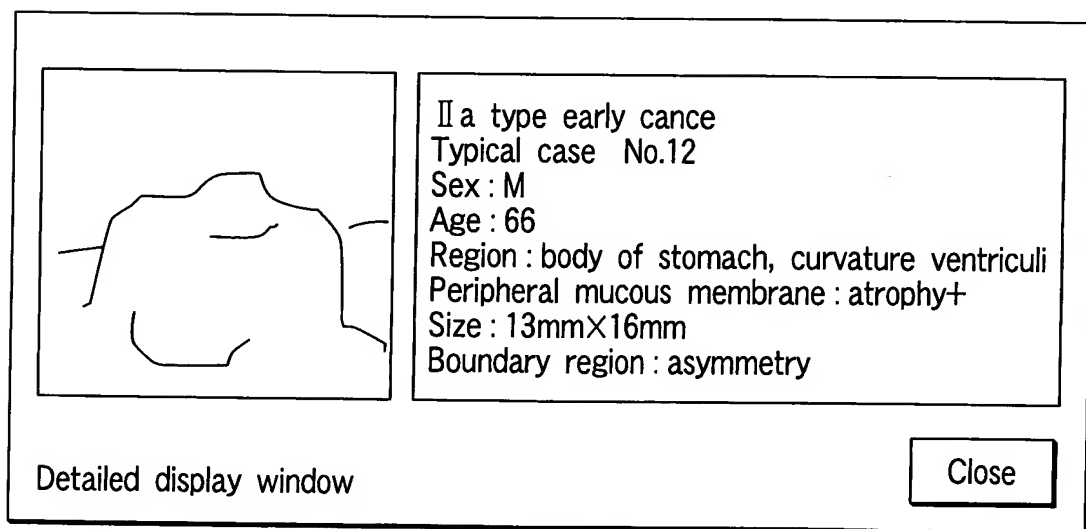 Ⅱa type early cance
Typical case No.12
Sex : M
Age : 66
Region : body of stomach, curvature ventriculi
Peripheral mucous membrane : atrophy+
Size : 13mm×16mm
Boundary region : asymmetry
Detailed display window
Close